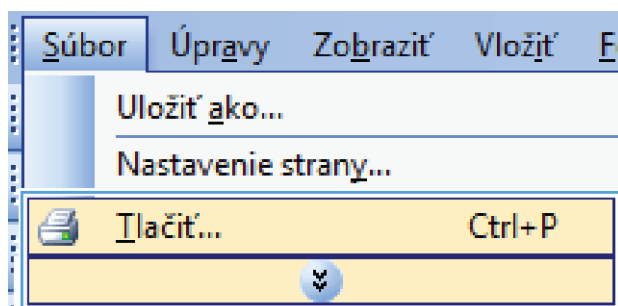 Súbor Úpravy Zobraziť Vložiť
Uložiť ako...
Nastavenie strany...
Tlačiť... Ctrl+P